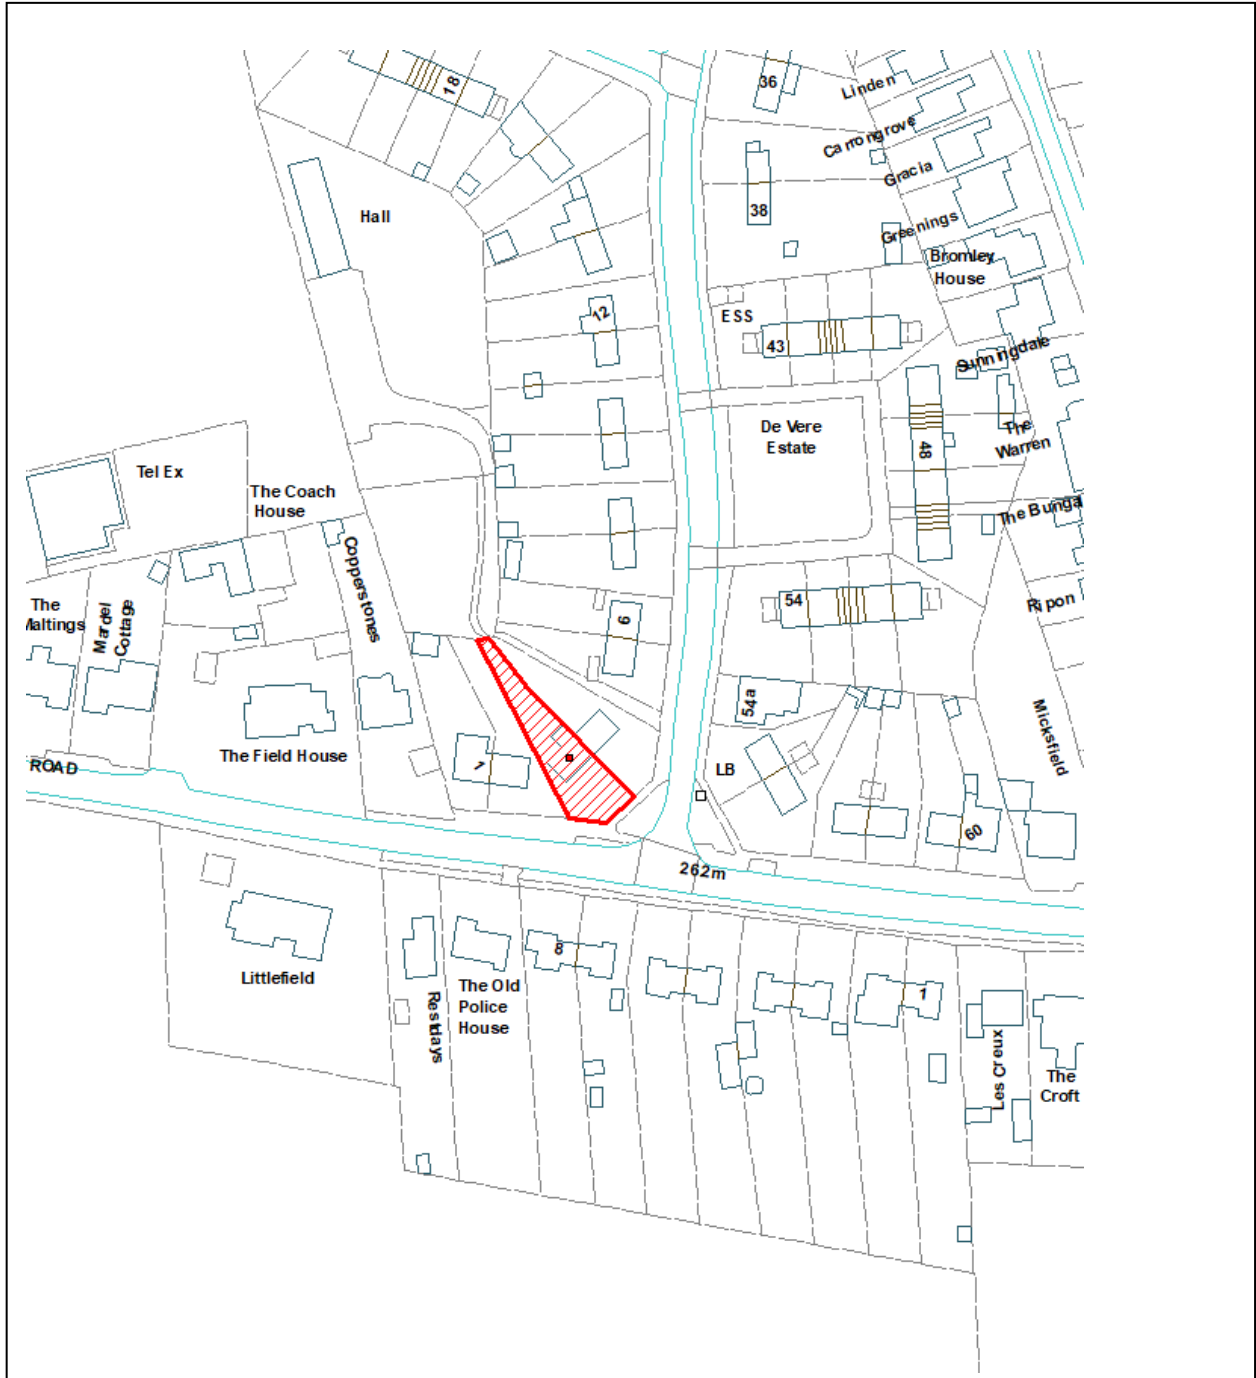 18
36
Linden
Carrongrove
Gracia
Hall
38
Greenings
Bromley
House
12
ESS
43
Sunningdale
De Vere
Estate
The
Warren
48
Tel Ex
The Coach
House
The Bunga
Copperstones
The
Maltings
Mardel
Cottage
6
54
Ripon
54a
Micksfield
The Field House
1
LB
ROAD
60
262m
8
Littlefield
The Old
Police
House
Restdays
1
Les Creux
The
Croft